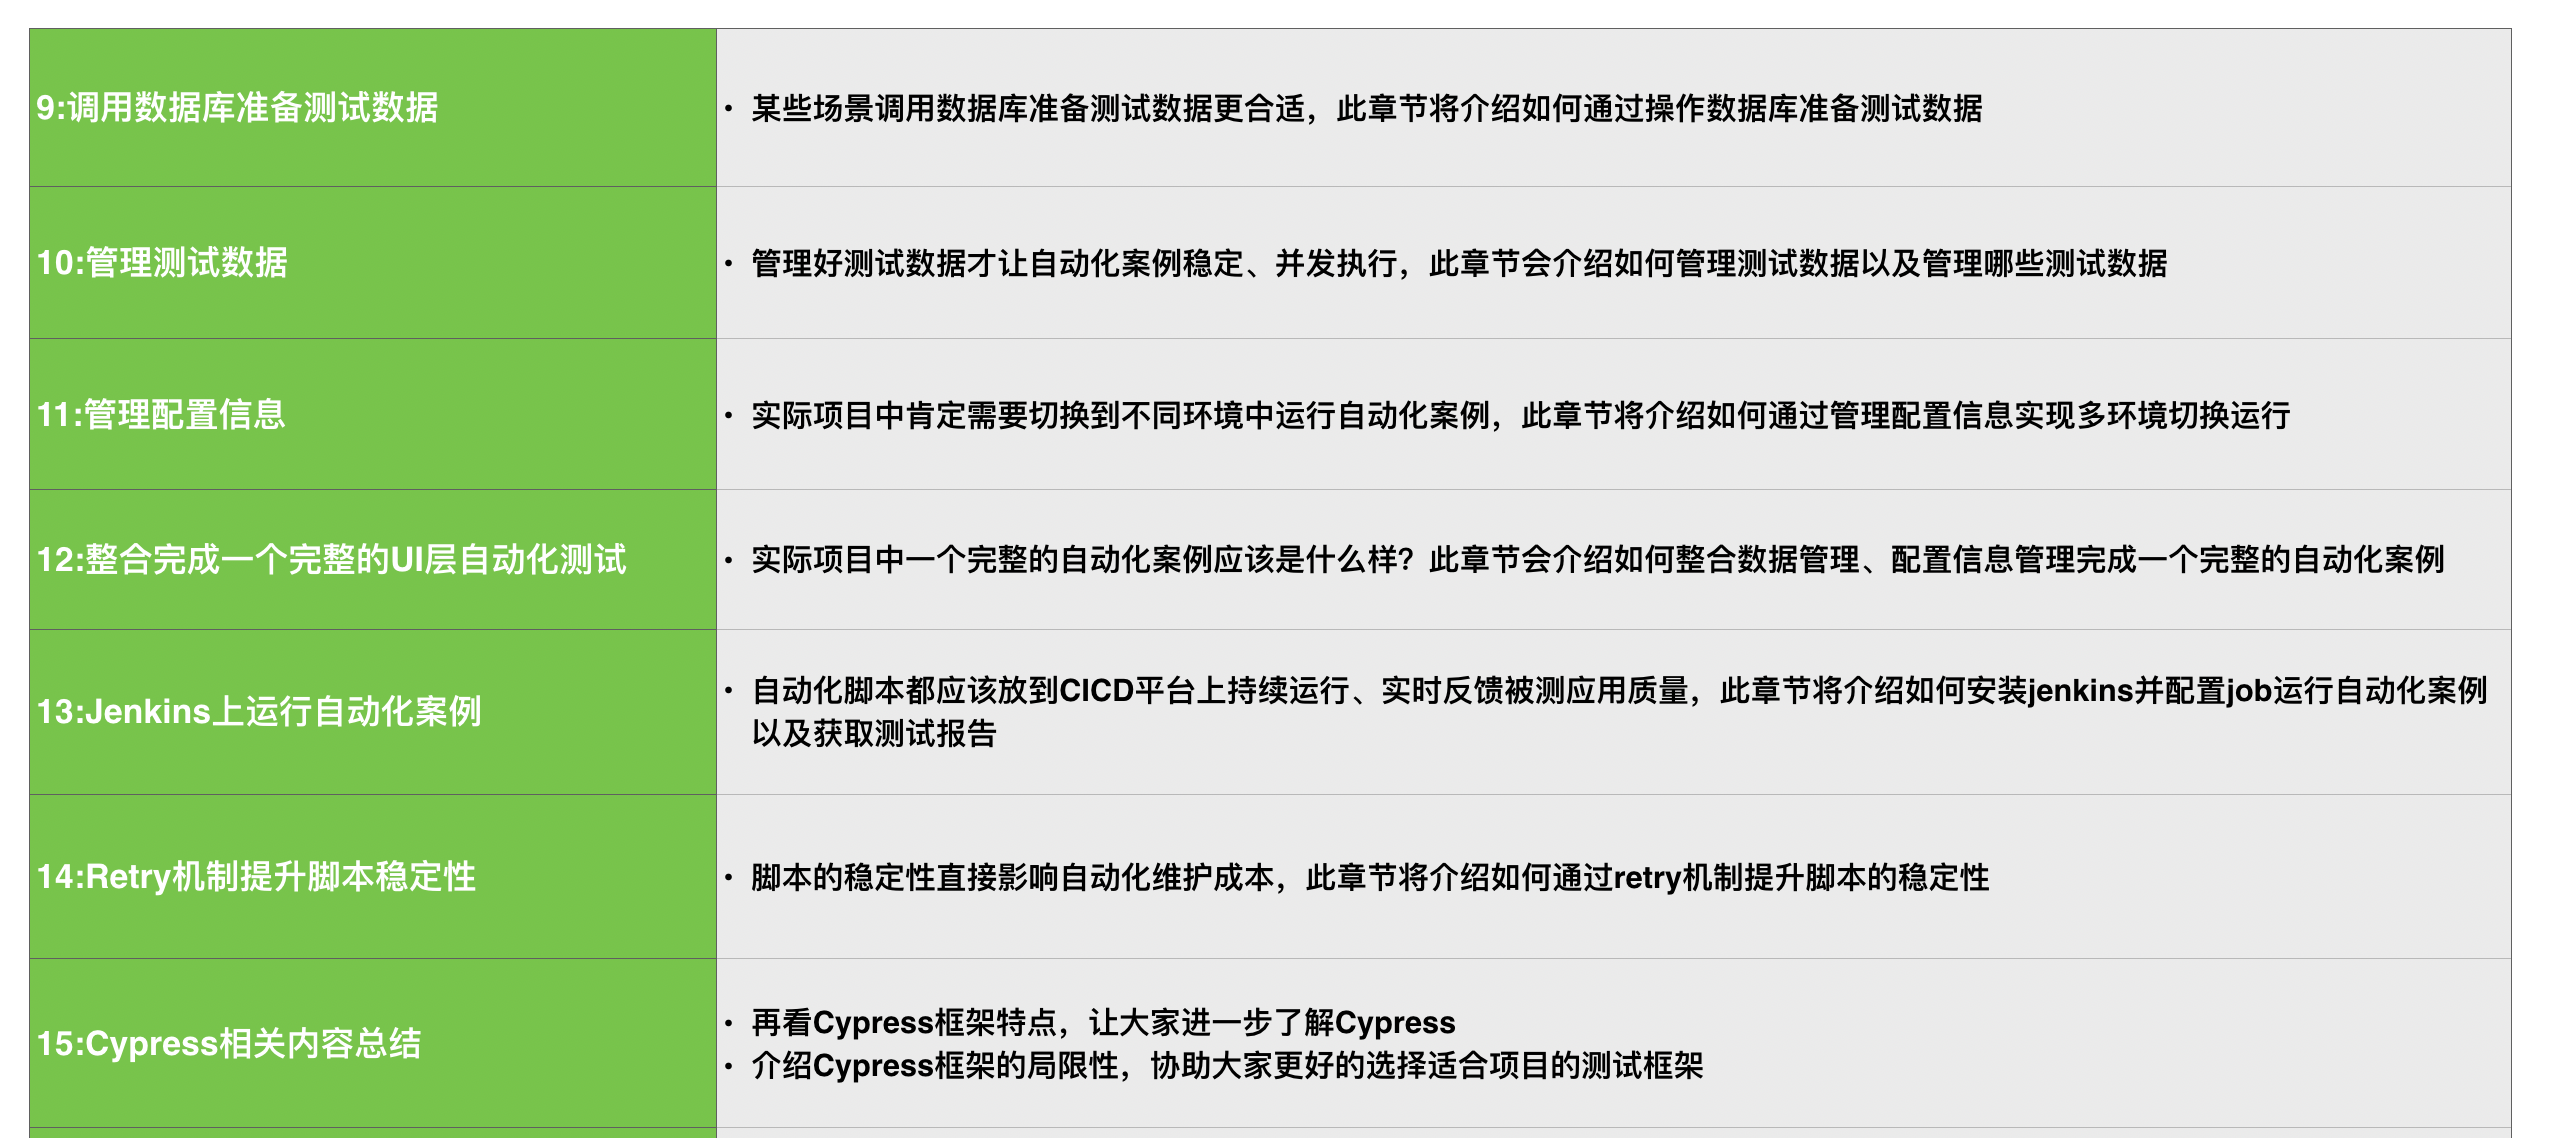 9:调用数据库准备测试数据
• 某些场景调用数据库准备测试数据更合适，此章节将介绍如何通过操作数据库准备测试数据
10:管理测试数据
• 管理好测试数据才让自动化案例稳定、并发执行，此章节会介绍如何管理测试数据以及管理哪些测试数据
11:管理配置信息
• 实际项目中肯定需要切换到不同环境中运行自动化案例，此章节将介绍如何通过管理配置信息实现多环境切换运行
12:整合完成一个完整的UI层自动化测试
• 实际项目中一个完整的自动化案例应该是什么样？此章节会介绍如何整合数据管理、配置信息管理完成一个完整的自动化案例
13:Jenkins上运行自动化案例
• 自动化脚本都应该放到CICD平台上持续运行、实时反馈被测应用质量，此章节将介绍如何安装jenkins并配置job运行自动化案例
以及获取测试报告
14:Retry机制提升脚本稳定性
• 脚本的稳定性直接影响自动化维护成本，此章节将介绍如何通过retry机制提升脚本的稳定性
15:Cypress相关内容总结
• 再看Cypress框架特点，让大家进一步了解Cypress
• 介绍Cypress框架的局限性，协助大家更好的选择适合项目的测试框架